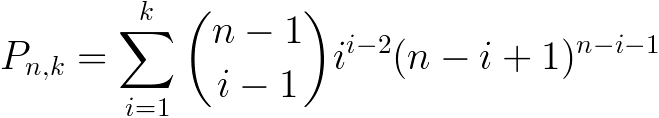 $P_{n,k} = \sum_{i=1}^{k} \binom{n-1}{i-1} i^{i-2} (n-i+1)^{n-i-1}$